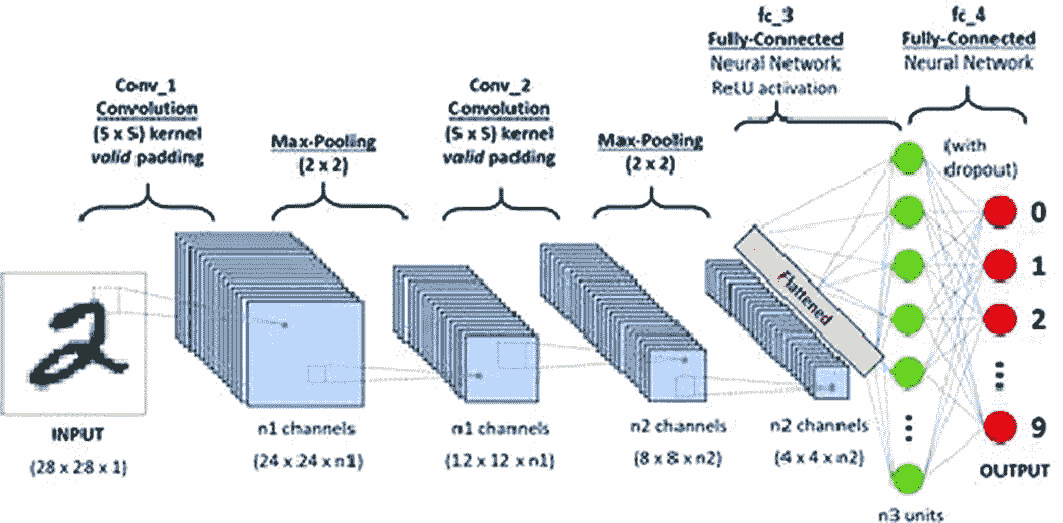 Conv_1
Convolution
(5 x 5) kernel
valid padding
Max-Pooling
(2 x 2)
Conv_2
Convolution
(5 x 5) kernel
valid padding
Max-Pooling
(2 x 2)
fc_3
Fully-Connected
Neural Network
ReLU activation
fc_4
Fully-Connected
Neural Network
(with
dropout)
Flattened
0
1
2
...
9
OUTPUT
...
n3 units
2
INPUT
(28 x 28 x 1)
n1 channels
(24 x 24 x n1)
n1 channels
(12 x 12 x n1)
n2 channels
(8 x 8 x n2)
n2 channels
(4 x 4 x n2)